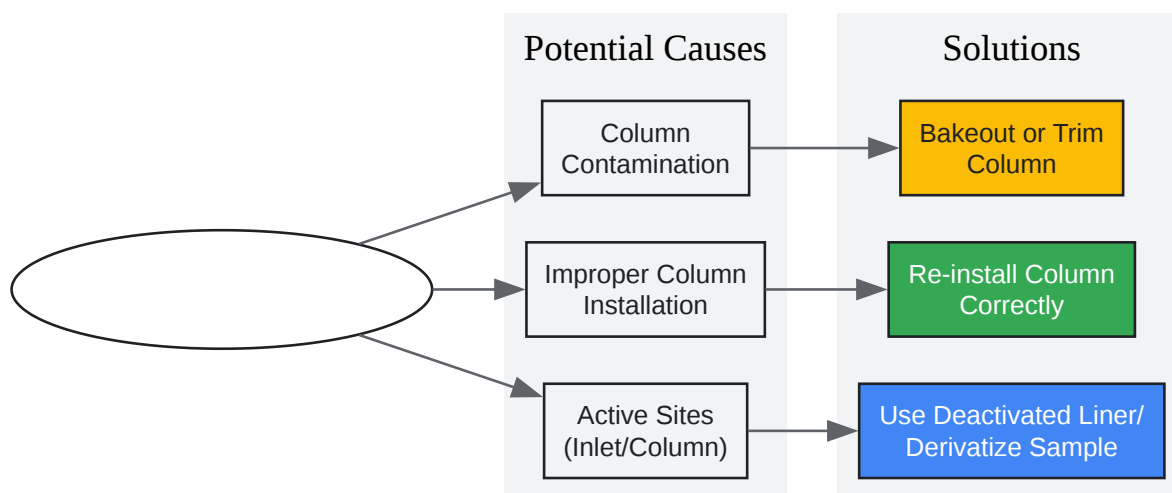 Potential Causes
Solutions
Column
Contamination
Bakeout or Trim
Column
Improper Column
Installation
Re-install Column
Correctly
Active Sites
(Inlet/Column)
Use Deactivated Liner/
Derivatize Sample